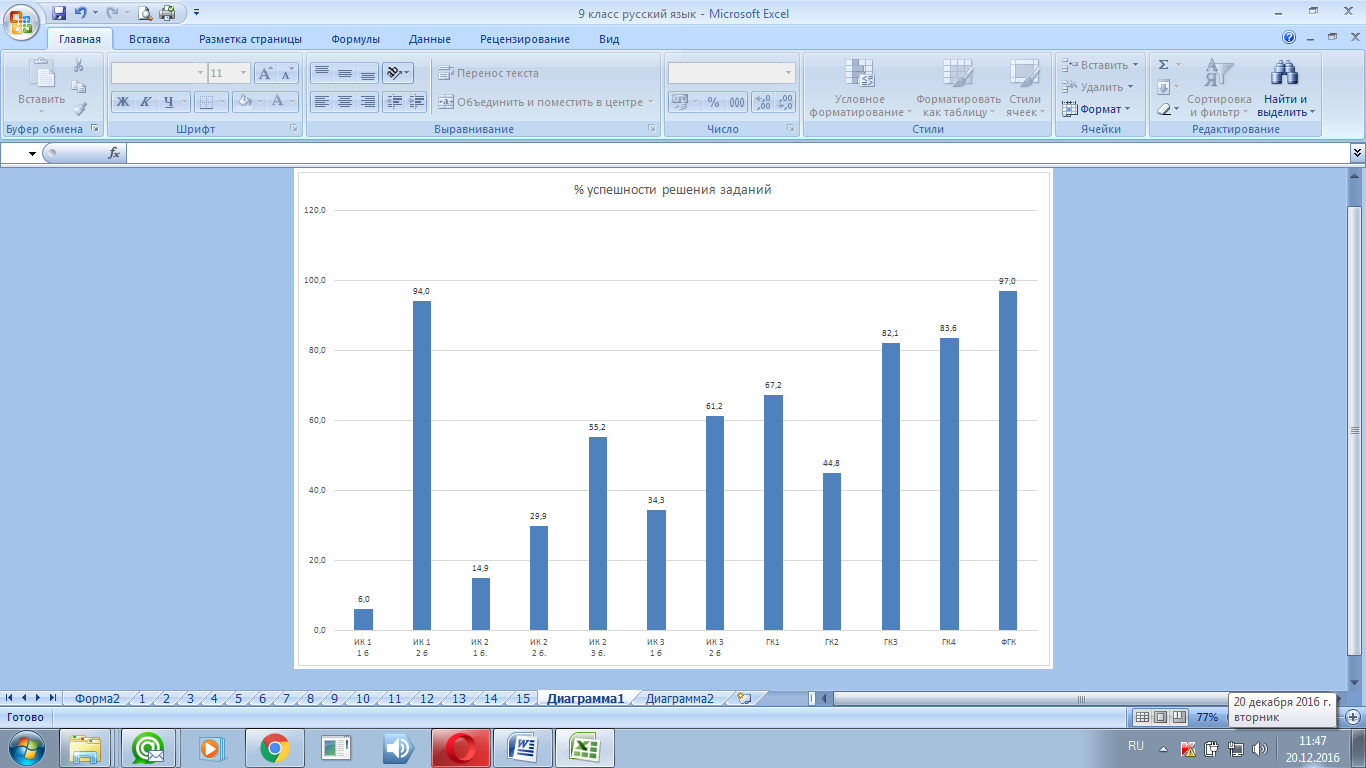 9 класс русский язык - Microsoft Excel
Главная Вставка Разметка страницы Формулы Данные Рецензирование Вид
Вставить
Буфер обмена
11
Ж К Ч
Шрифт
Перенос текста
Объединить и поместить в центре
Выравнивание
% 000
Число
Условное форматирование
Форматировать как таблицу
Стили ячеек
Стили
Вставить
Удалить
Формат
Ячейки
Σ
Сортировка и фильтр
Найти и выделить
Редактирование
fx
% успешности решения заданий
120,0
100,0
80,0
60,0
40,0
20,0
0,0
6,0
94,0
14,9
29,9
55,2
34,3
61,2
67,2
44,8
82,1
83,6
97,0
ИК 1 1 б
ИК 1 2 б
ИК 2 1 б.
ИК 2 2 б.
ИК 2 3 б.
ИК 3 1 б
ИК 3 2 б
ГК1
ГК2
ГК3
ГК4
ФГК
Форма2 1 2 3 4 5 6 7 8 9 10 11 12 13 14 15 Диаграмма1 Диаграмма2
Готово
77%
20 декабря 2016 г.
вторник
RU
11:47
20.12.2016